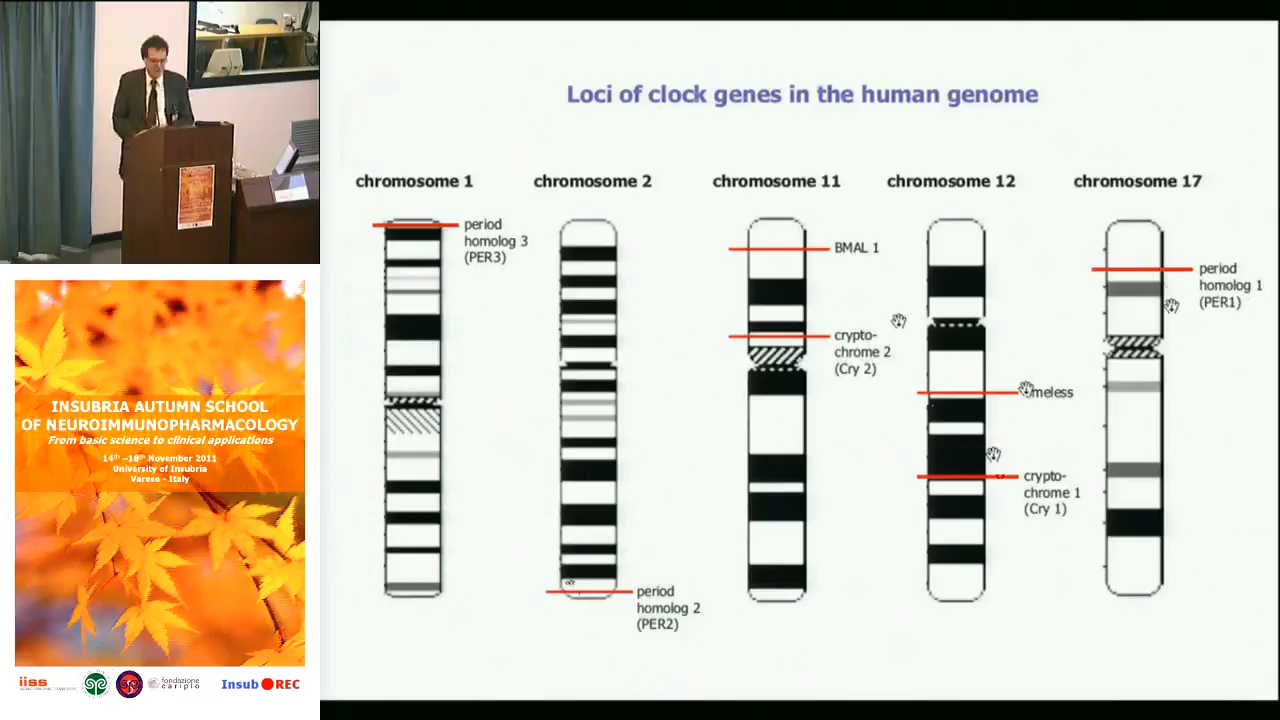 Loci of clock genes in the human genome
chromosome 1
chromosome 2
chromosome 11
chromosome 12
chromosome 17
period
homolog 3
(PER3)
period
homolog 2
(PER2)
BMAL 1
crypto-
chrome 2
(Cry 2)
meless
crypto-
chrome 1
(Cry 1)
period
homolog 1
(PER1)
INSUBRIA AUTUMN SCHOOL
OF NEUROIMMUNOPHARMACOLOGY
From basic science to clinical applications
14th –18th November 2011
University of Insubria
Varese - Italy
iiss
fondazione
cariplo
Insub REC